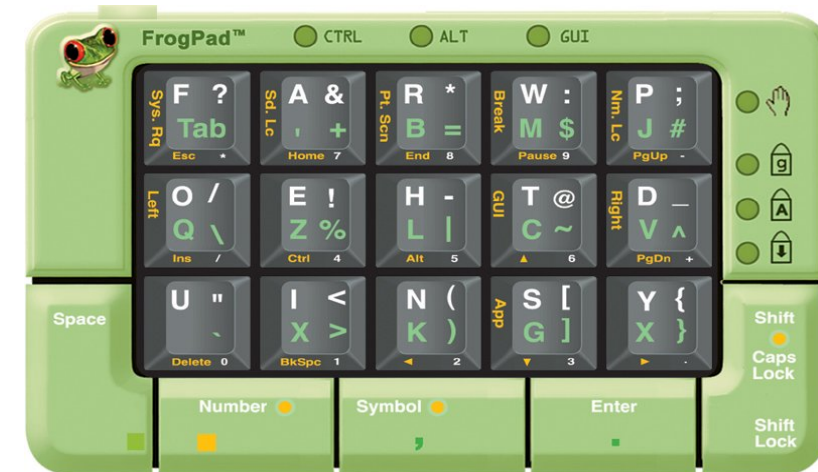 FrogPad™ CTRL ALT GUI
Sys. Rq F ? Sd. Lc A & Pt. Scn R * Break W : Nm. Lc P ;
Tab , + B = M $ J #
Esc * Home 7 End 8 Pause 9 PgUp -
g
Left O / E ! H - GUI T @ Right D _
Q \ Z % L | C ~ V ^
A
Ins / Ctrl 4 Alt 5 ▲ 6 PgDn +
U " I < N ( App S [ Y {
Space Shift
` X > K ) G ] X }
Caps
Lock
Delete 0 BkSpc 1 ◄ 2 ▼ 3 ► .
Number Symbol Enter
Shift
Lock
, .